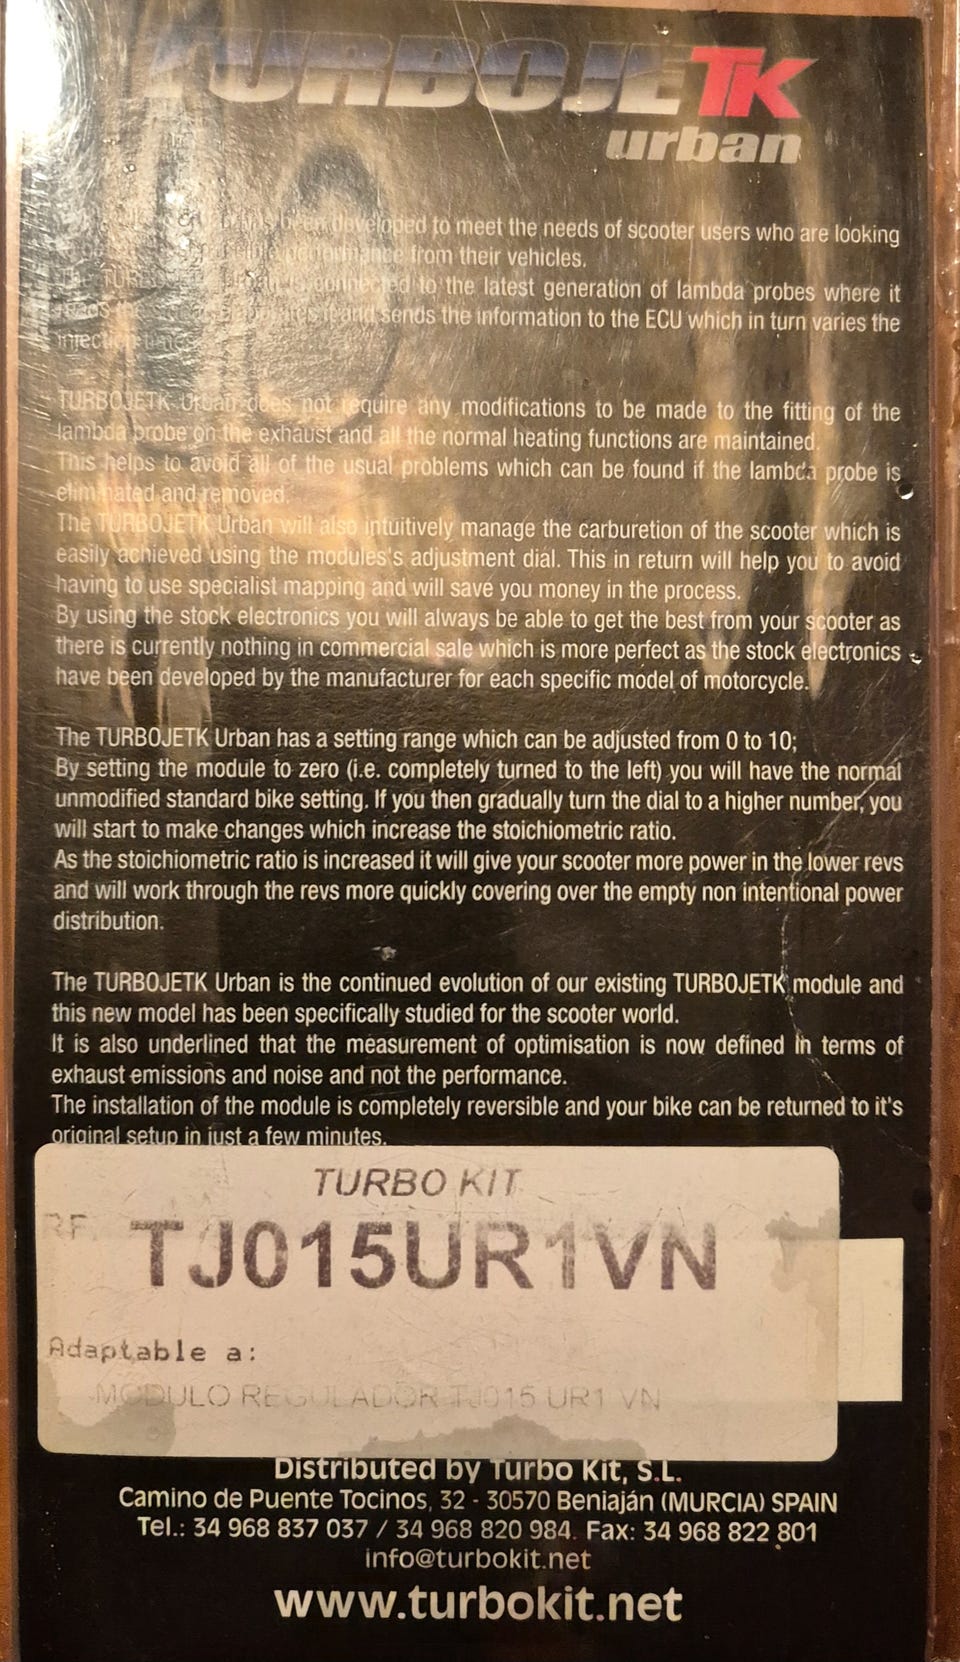 TURBOJETK
urban
been developed to meet the needs of scooter users who are looking
performance from their vehicles.
The TURBOJETK Urban is connected to the latest generation of lambda probes where it
reads the and sends the information to the ECU which in turn varies the
injection time
TURBOJETK Urban does not require any modifications to be made to the fitting of the
lambda probe on the exhaust and all the normal heating functions are maintained.
This helps to avoid all of the usual problems which can be found if the lambda probe is
eliminated and removed.
The TURBOJETK Urban will also intuitively manage the carburetion of the scooter which is
easily achieved using the modules's adjustment dial. This in return will help you to avoid
having to use specialist mapping and will save you money in the process.
By using the stock electronics you will always be able to get the best from your scooter as
there is currently nothing in commercial sale which is more perfect as the stock electronics
have been developed by the manufacturer for each specific model of motorcycle.
The TURBOJETK Urban has a setting range which can be adjusted from 0 to 10;
By setting the module to zero (i.e. completely turned to the left) you will have the normal
unmodified standard bike setting. If you then gradually turn the dial to a higher number, you
will start to make changes which increase the stoichiometric ratio.
As the stoichiometric ratio is increased it will give your scooter more power in the lower revs
and will work through the revs more quickly covering over the empty non intentional power
distribution.
The TURBOJETK Urban is the continued evolution of our existing TURBOJETK module and
this new model has been specifically studied for the scooter world.
It is also underlined that the measurement of optimisation is now defined in terms of
exhaust emissions and noise and not the performance.
The installation of the module is completely reversible and your bike can be returned to it's
original setup in just a few minutes.
TURBO KIT
RF. TJ015UR1VN
Adaptable a:
MODULO REGULADOR TJ015 UR1 VN
Distributed by Turbo Kit, S.L.
Camino de Puente Tocinos, 32 - 30570 Beniaján (MURCIA) SPAIN
Tel.: 34 968 837 037 / 34 968 820 984. Fax: 34 968 822 801
info@turbokit.net
www.turbokit.net